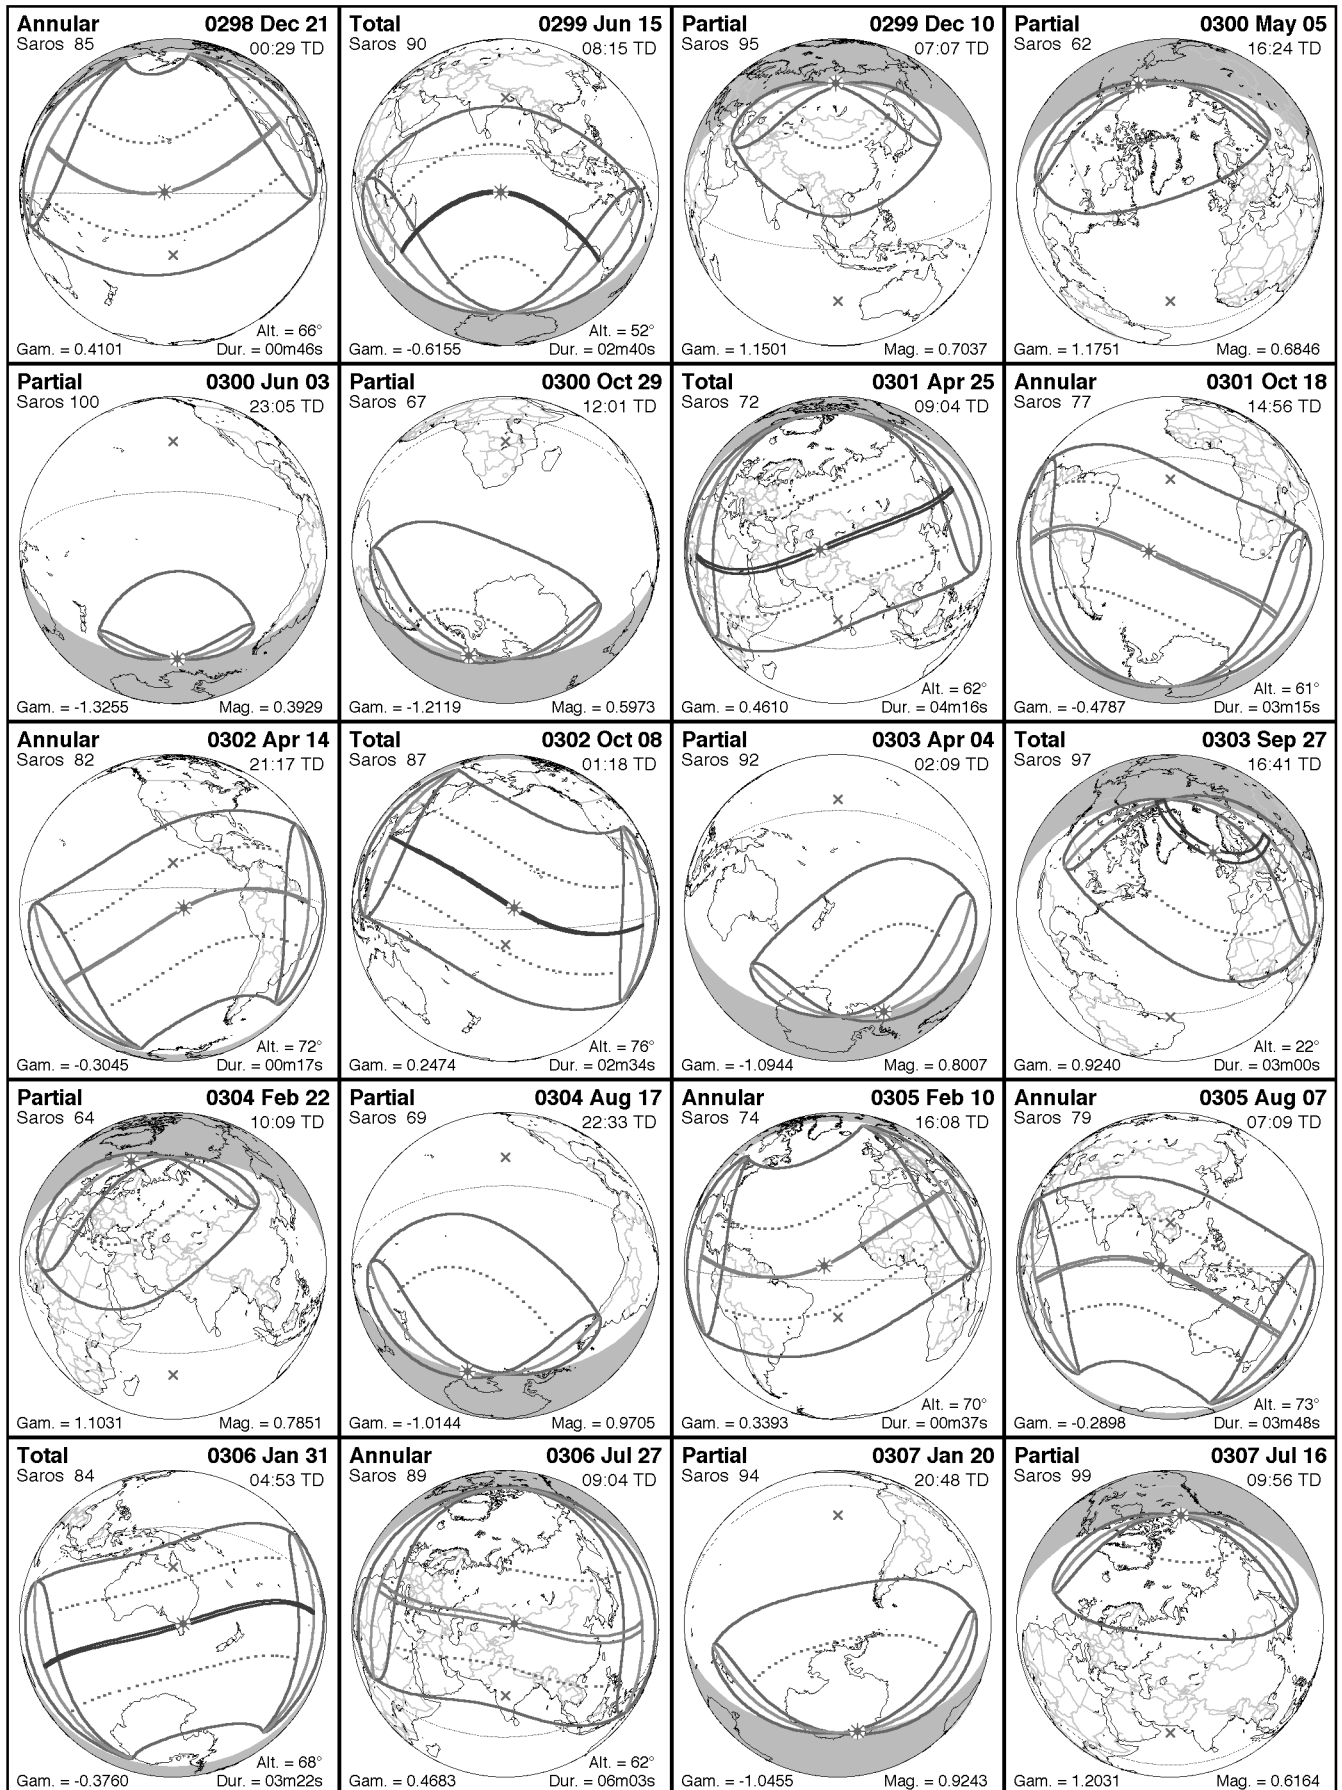 Annular 0298 Dec 21
Saros 85 00:29 TD
Alt. = 66°
Gam. = 0.4101 Dur. = 00m46s
Total 0299 Jun 15
Saros 90 08:15 TD
Alt. = 52°
Gam. = -0.6155 Dur. = 02m40s
Partial 0299 Dec 10
Saros 95 07:07 TD
Gam. = 1.1501 Mag. = 0.7037
Partial 0300 May 05
Saros 62 16:24 TD
Gam. = 1.1751 Mag. = 0.6846
Partial 0300 Jun 03
Saros 100 23:05 TD
Gam. = -1.3255 Mag. = 0.3929
Partial 0300 Oct 29
Saros 67 12:01 TD
Gam. = -1.2119 Mag. = 0.5973
Total 0301 Apr 25
Saros 72 09:04 TD
Alt. = 62°
Gam. = 0.4610 Dur. = 04m16s
Annular 0301 Oct 18
Saros 77 14:56 TD
Alt. = 61°
Gam. = -0.4787 Dur. = 03m15s
Annular 0302 Apr 14
Saros 82 21:17 TD
Alt. = 72°
Gam. = -0.3045 Dur. = 00m17s
Total 0302 Oct 08
Saros 87 01:18 TD
Alt. = 76°
Gam. = 0.2474 Dur. = 02m34s
Partial 0303 Apr 04
Saros 92 02:09 TD
Gam. = -1.0944 Mag. = 0.8007
Total 0303 Sep 27
Saros 97 16:41 TD
Alt. = 22°
Gam. = 0.9240 Dur. = 03m00s
Partial 0304 Feb 22
Saros 64 10:09 TD
Gam. = 1.1031 Mag. = 0.7851
Partial 0304 Aug 17
Saros 69 22:33 TD
Gam. = -1.0144 Mag. = 0.9705
Annular 0305 Feb 10
Saros 74 16:08 TD
Alt. = 70°
Gam. = 0.3393 Dur. = 00m37s
Annular 0305 Aug 07
Saros 79 07:09 TD
Alt. = 73°
Gam. = -0.2898 Dur. = 03m48s
Total 0306 Jan 31
Saros 84 04:53 TD
Alt. = 68°
Gam. = -0.3760 Dur. = 03m22s
Annular 0306 Jul 27
Saros 89 09:04 TD
Alt. = 62°
Gam. = 0.4683 Dur. = 06m03s
Partial 0307 Jan 20
Saros 94 20:48 TD
Gam. = -1.0455 Mag. = 0.9243
Partial 0307 Jul 16
Saros 99 09:56 TD
Gam. = 1.2031 Mag. = 0.6164